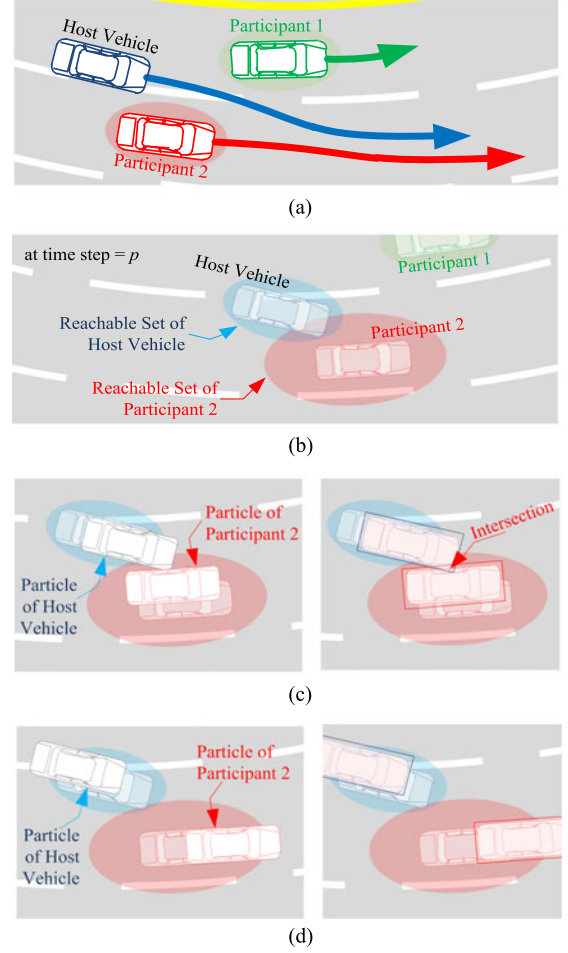 Host Vehicle
Participant 1
Participant 2
(a)
at time step = p
Host Vehicle
Participant 1
Reachable Set of
Host Vehicle
Participant 2
Reachable Set of
Participant 2
(b)
Particle of
Participant 2
Particle
of Host
Vehicle
Intersection
(c)
Particle of
Participant 2
Particle
of Host
Vehicle
(d)